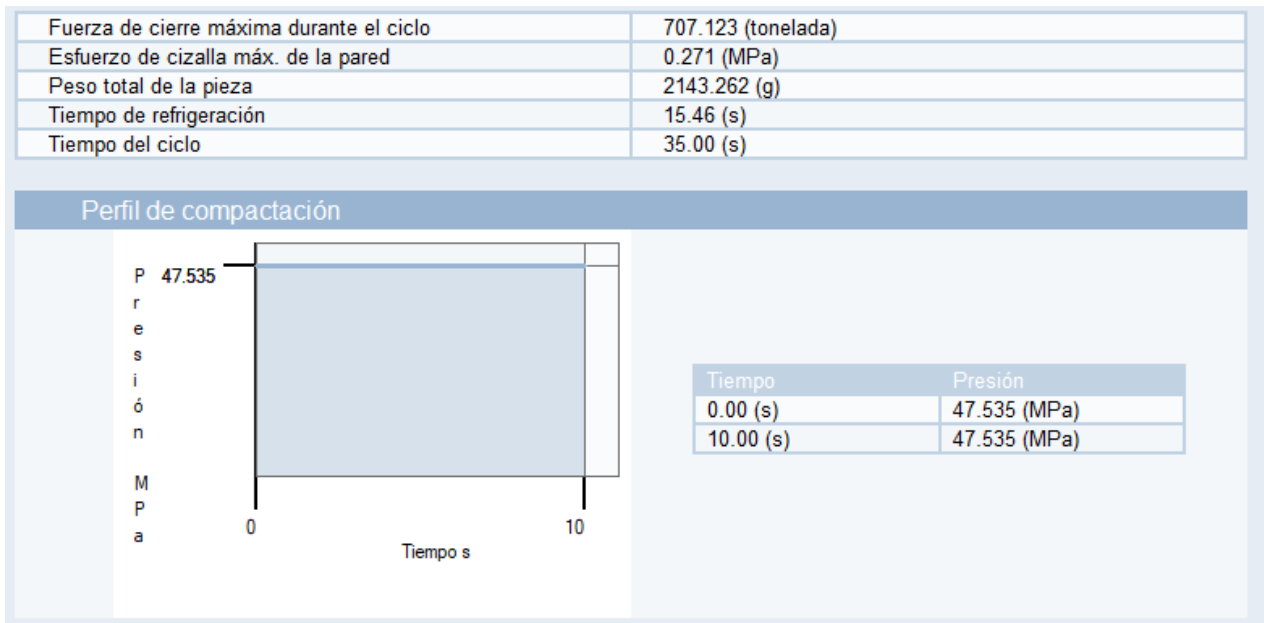 Fuerza de cierre máxima durante el ciclo 707.123 (tonelada)
Esfuerzo de cizalla máx. de la pared 0.271 (MPa)
Peso total de la pieza 2143.262 (g)
Tiempo de refrigeración 15.46 (s)
Tiempo del ciclo 35.00 (s)
Perfil de compactación
Presión MPa
47.535
0 10
Tiempo s
Tiempo Presión
0.00 (s) 47.535 (MPa)
10.00 (s) 47.535 (MPa)